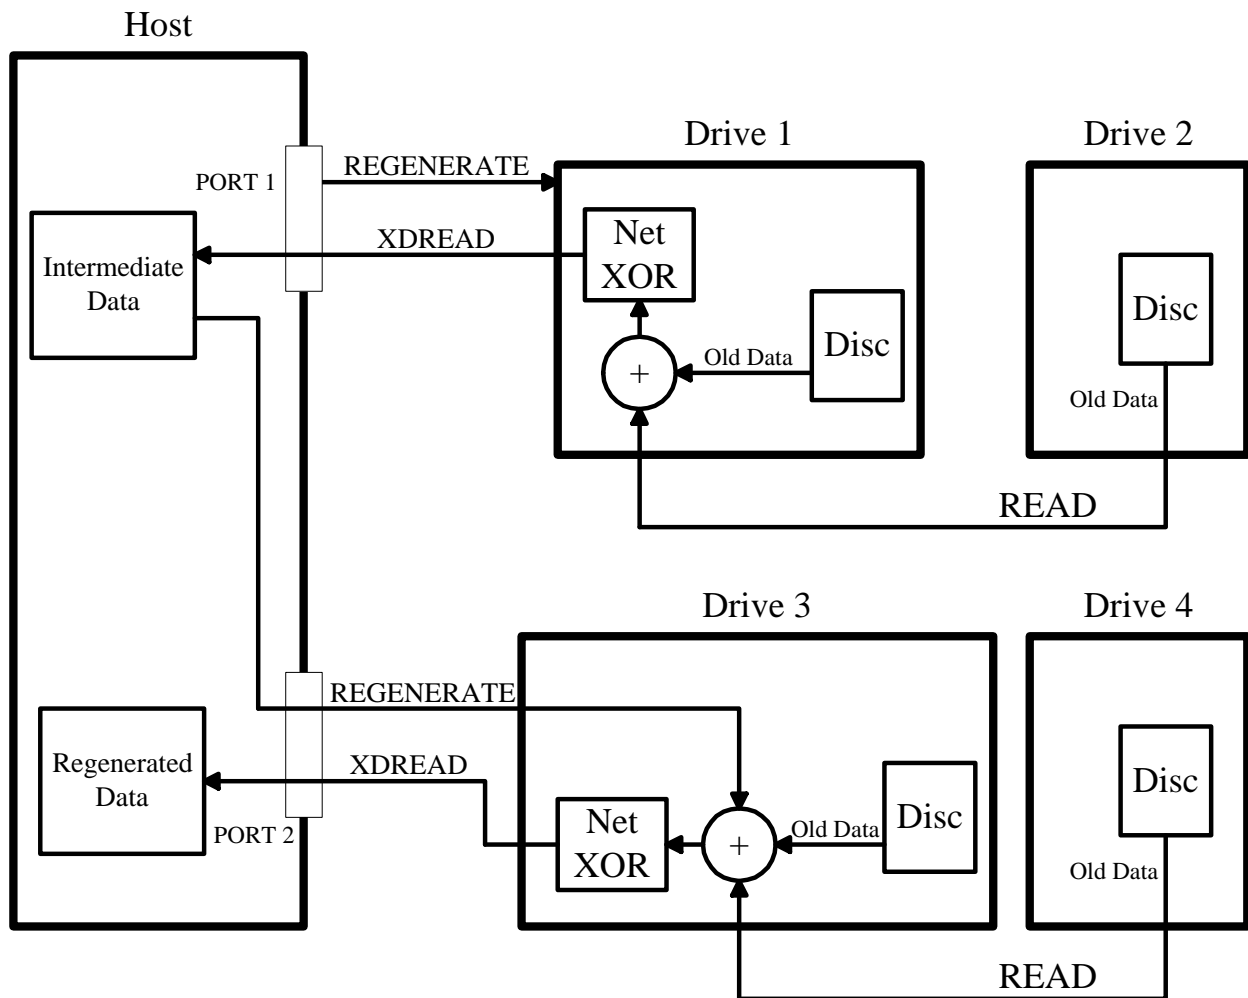 Host
Drive 1
Drive 2
PORT 1
REGENERATE
XDREAD
Net
XOR
Intermediate
Data
Disc
Disc
Old Data
Old Data
+
READ
Drive 3
Drive 4
REGENERATE
XDREAD
Regenerated
Data
PORT 2
Net
XOR
+
Old Data
Disc
Disc
Old Data
READ